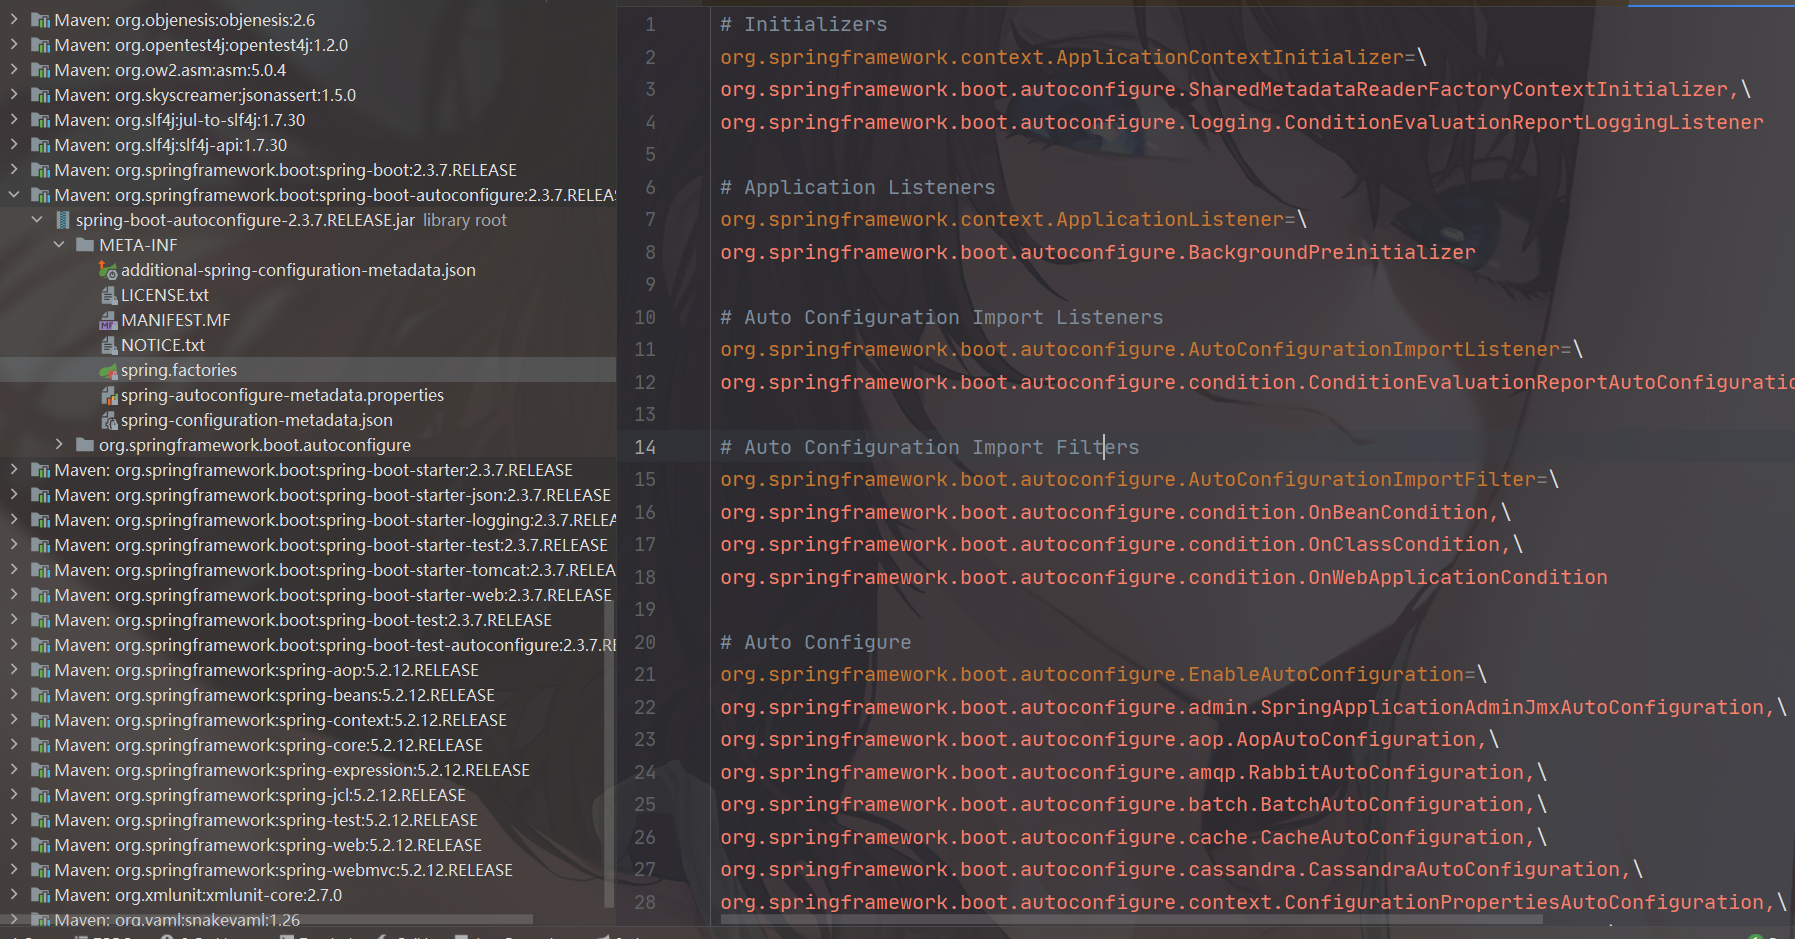 Maven: org.objenesis:objenesis:2.6
Maven: org.opentest4j:opentest4j:1.2.0
Maven: org.ow2.asm:asm:5.0.4
Maven: org.skyscreamer:jsonassert:1.5.0
Maven: org.slf4j:jul-to-slf4j:1.7.30
Maven: org.slf4j:slf4j-api:1.7.30
Maven: org.springframework.boot:spring-boot:2.3.7.RELEASE
Maven: org.springframework.boot:spring-boot-autoconfigure:2.3.7.RELEAS
spring-boot-autoconfigure-2.3.7.RELEASE.jar library root
META-INF
additional-spring-configuration-metadata.json
LICENSE.txt
MANIFEST.MF
NOTICE.txt
spring.factories
spring-autoconfigure-metadata.properties
spring-configuration-metadata.json
org.springframework.boot.autoconfigure
Maven: org.springframework.boot:spring-boot-starter:2.3.7.RELEASE
Maven: org.springframework.boot:spring-boot-starter-json:2.3.7.RELEASE
Maven: org.springframework.boot:spring-boot-starter-logging:2.3.7.RELEA
Maven: org.springframework.boot:spring-boot-starter-test:2.3.7.RELEASE
Maven: org.springframework.boot:spring-boot-starter-tomcat:2.3.7.RELEA
Maven: org.springframework.boot:spring-boot-starter-web:2.3.7.RELEASE
Maven: org.springframework.boot:spring-boot-test:2.3.7.RELEASE
Maven: org.springframework.boot:spring-boot-test-autoconfigure:2.3.7.RE
Maven: org.springframework:spring-aop:5.2.12.RELEASE
Maven: org.springframework:spring-beans:5.2.12.RELEASE
Maven: org.springframework:spring-context:5.2.12.RELEASE
Maven: org.springframework:spring-core:5.2.12.RELEASE
Maven: org.springframework:spring-expression:5.2.12.RELEASE
Maven: org.springframework:spring-jcl:5.2.12.RELEASE
Maven: org.springframework:spring-test:5.2.12.RELEASE
Maven: org.springframework:spring-web:5.2.12.RELEASE
Maven: org.springframework:spring-webmvc:5.2.12.RELEASE
Maven: org.xmlunit:xmlunit-core:2.7.0
Maven: org.yaml:snakeyaml:1.26
1 # Initializers
2 org.springframework.context.ApplicationContextInitializer=\
3 org.springframework.boot.autoconfigure.SharedMetadataReaderFactoryContextInitializer,\
4 org.springframework.boot.autoconfigure.logging.ConditionEvaluationReportLoggingListener
5
6 # Application Listeners
7 org.springframework.context.ApplicationListener=\
8 org.springframework.boot.autoconfigure.BackgroundPreinitializer
9
10 # Auto Configuration Import Listeners
11 org.springframework.boot.autoconfigure.AutoConfigurationImportListener=\
12 org.springframework.boot.autoconfigure.condition.ConditionEvaluationReportAutoConfiguratio
13
14 # Auto Configuration Import Filters
15 org.springframework.boot.autoconfigure.AutoConfigurationImportFilter=\
16 org.springframework.boot.autoconfigure.condition.OnBeanCondition,\
17 org.springframework.boot.autoconfigure.condition.OnClassCondition,\
18 org.springframework.boot.autoconfigure.condition.OnWebApplicationCondition
19
20 # Auto Configure
21 org.springframework.boot.autoconfigure.EnableAutoConfiguration=\
22 org.springframework.boot.autoconfigure.admin.SpringApplicationAdminJmxAutoConfiguration,\
23 org.springframework.boot.autoconfigure.aop.AopAutoConfiguration,\
24 org.springframework.boot.autoconfigure.amqp.RabbitAutoConfiguration,\
25 org.springframework.boot.autoconfigure.batch.BatchAutoConfiguration,\
26 org.springframework.boot.autoconfigure.cache.CacheAutoConfiguration,\
27 org.springframework.boot.autoconfigure.cassandra.CassandraAutoConfiguration,\
28 org.springframework.boot.autoconfigure.context.ConfigurationPropertiesAutoConfiguration,\